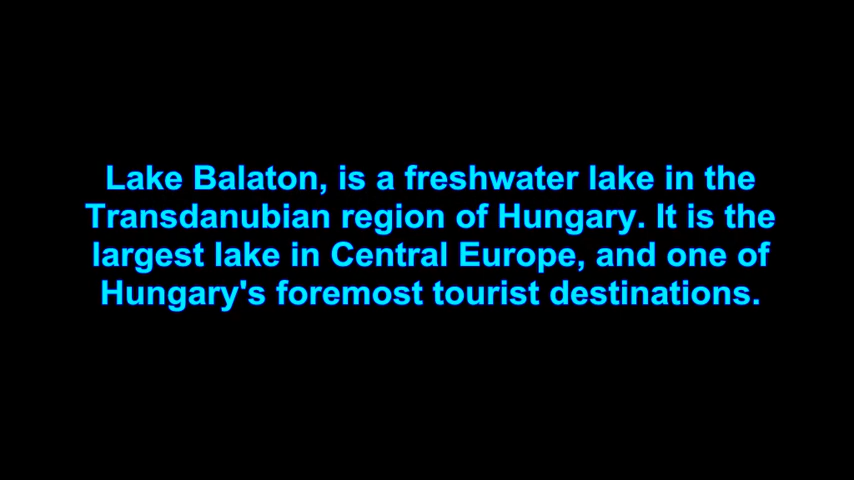 Lake Balaton, is a freshwater lake in the
Transdanubian region of Hungary. It is the
largest lake in Central Europe, and one of
Hungary's foremost tourist destinations.